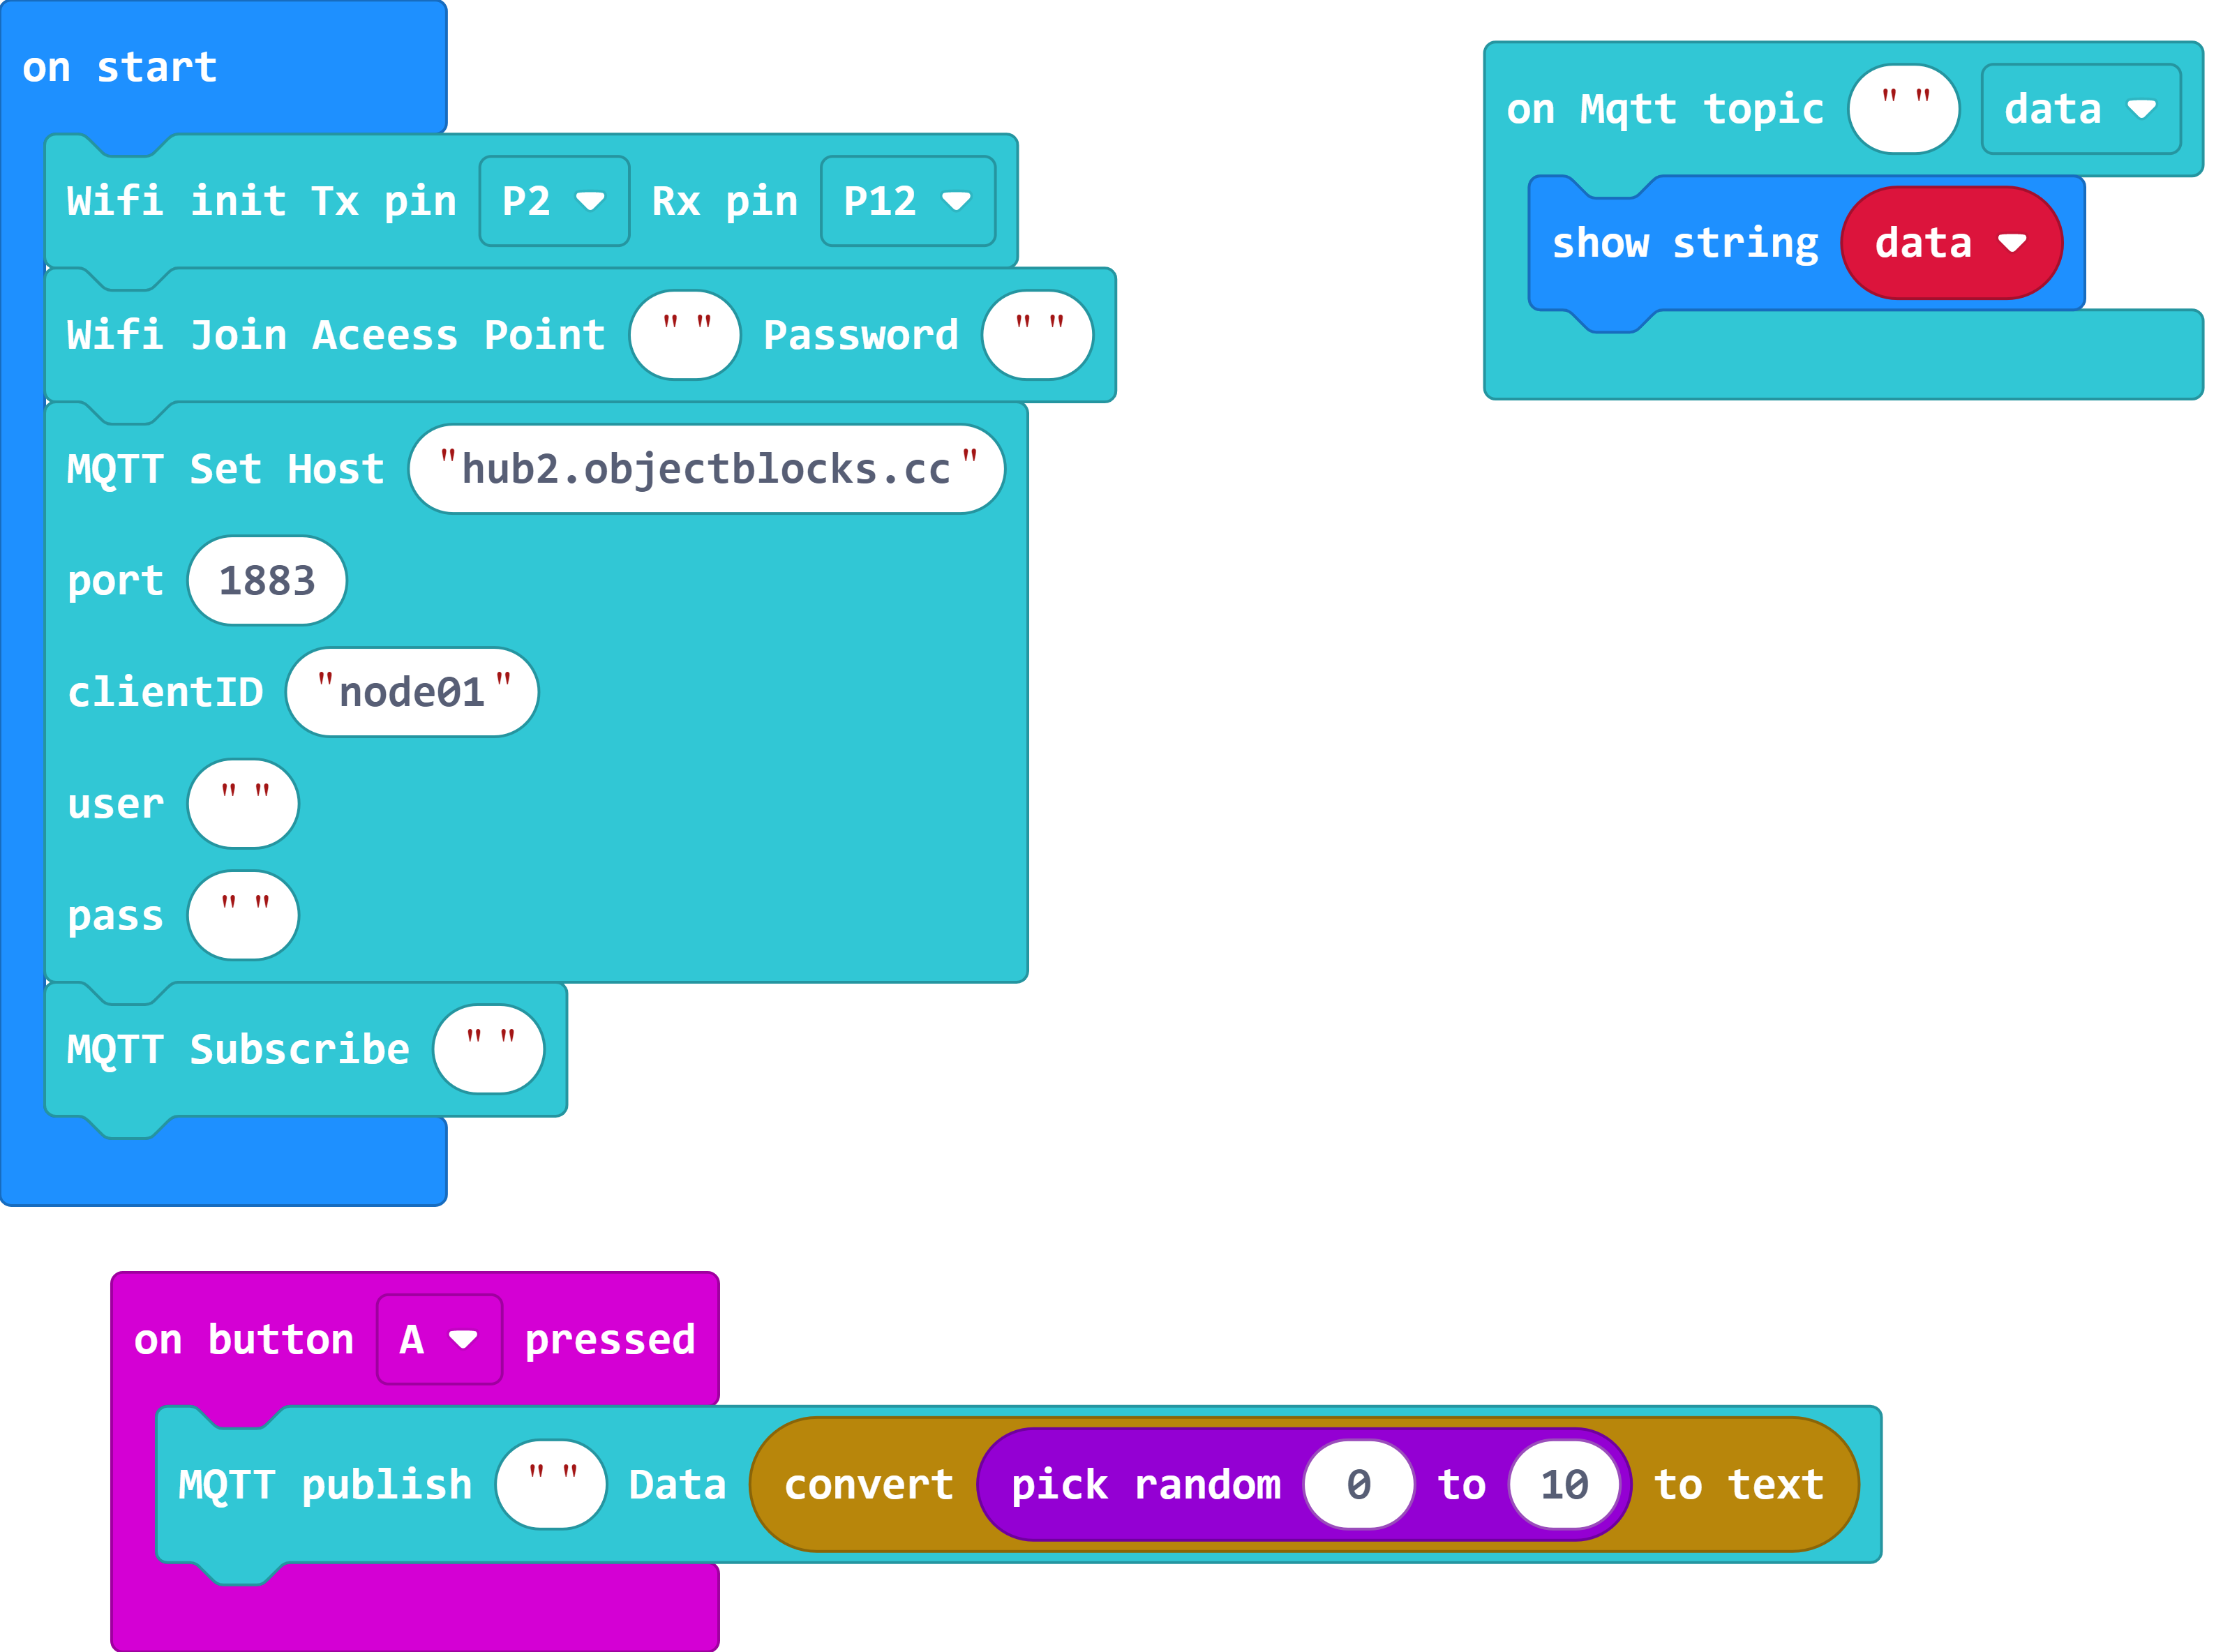 on start
Wifi init Tx pin P2 Rx pin P12
Wifi Join Aceess Point " " Password " "
MQTT Set Host "hub2.objectblocks.cc"
port 1883
clientID "node01"
user " "
pass " "
MQTT Subscribe " "
on Mqtt topic " " data
show string data
on button A pressed
MQTT publish " " Data convert pick random 0 to 10 to text